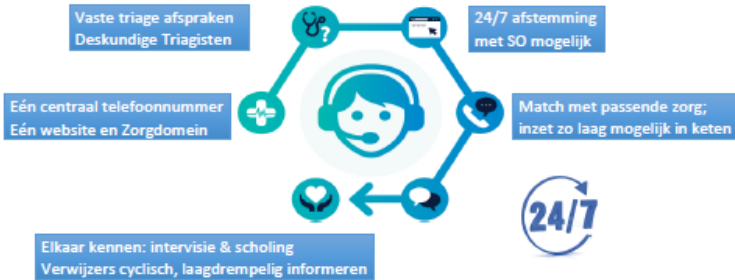 Vaste triage afspraken
Deskundige Triagisten
?
24/7 afstemming
met SO mogelijk
Eén centraal telefoonnummer
Eén website en Zorgdomein
Match met passende zorg;
inzet zo laag mogelijk in keten
24/7
Elkaar kennen: intervisie & scholing
Verwijzers cyclisch, laagdrempelig informeren